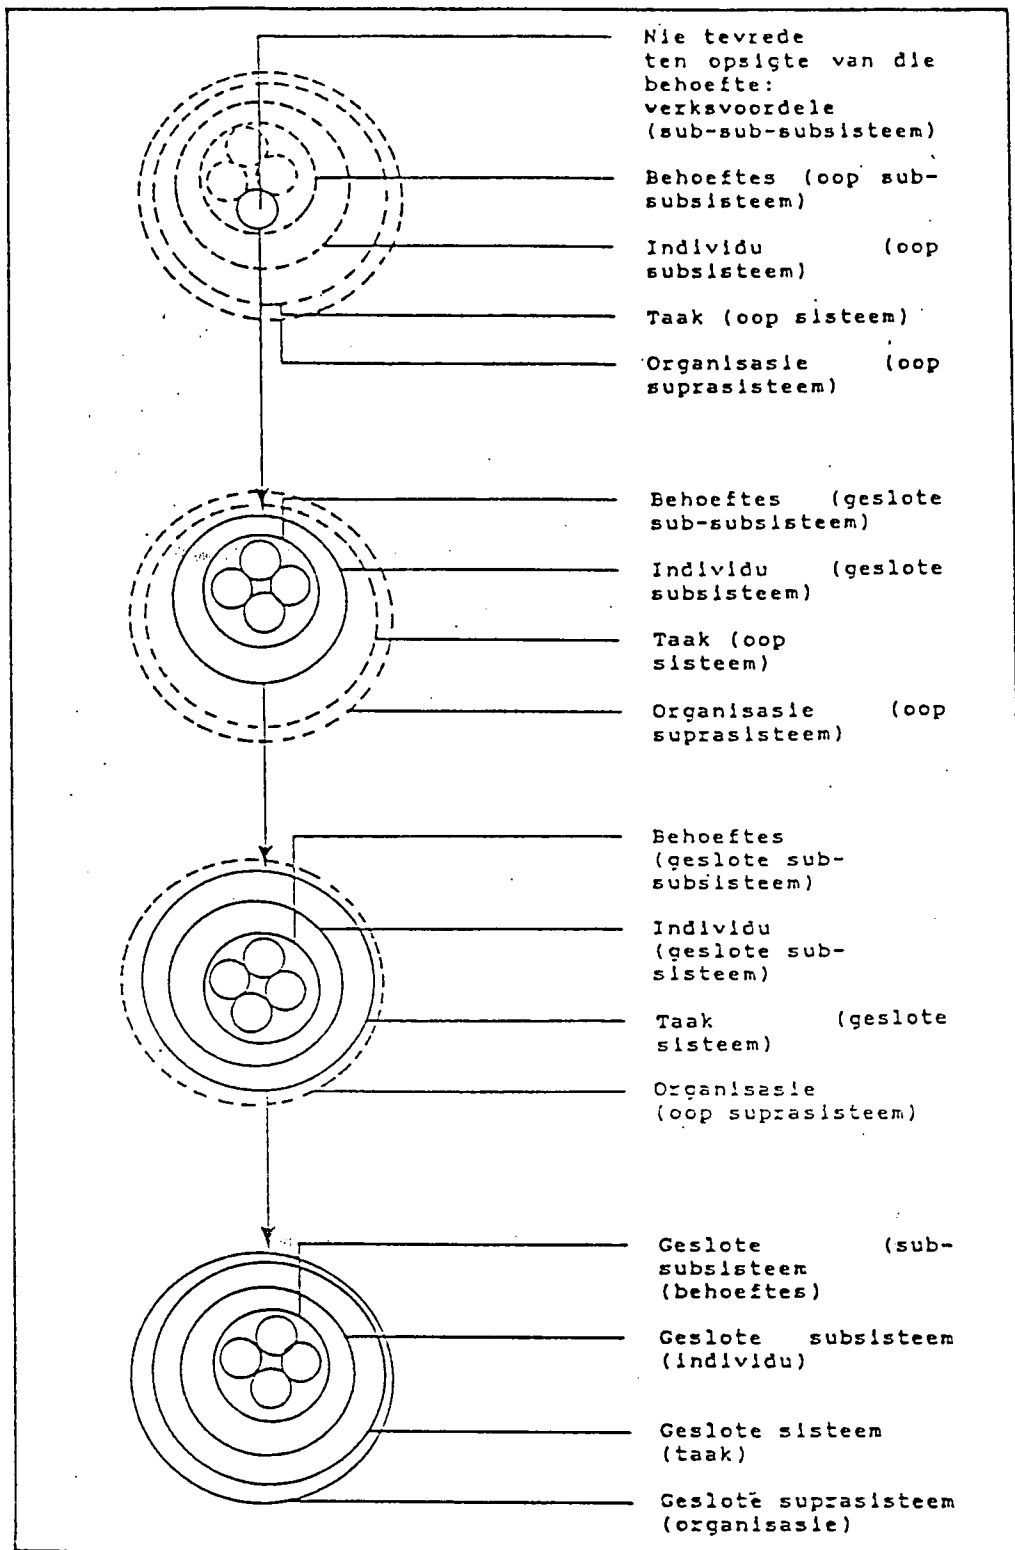 Nie tevrede
ten opsigte van die
behoefte:
werksvoordele
(sub-sub-subsisteem)
Behoeftes (oop sub-
subsisteem)
Individu (oop
subsisteem)
Taak (oop sisteem)
Organisasie (oop
suprasisteem)
Behoeftes (geslote
sub-subsisteem)
Individu (geslote
subsisteem)
Taak (oop
sisteem)
Organisasie (oop
suprasisteem)
Behoeftes
(geslote sub-
subsisteem)
Individu
(geslote sub-
sisteem)
Taak (geslote
sisteem)
Organisasie
(oop suprasisteem)
Geslote (sub-
subsisteem
(behoeftes)
Geslote subsisteem
(individu)
Geslote sisteem
(taak)
Geslote suprasisteem
(organisasie)